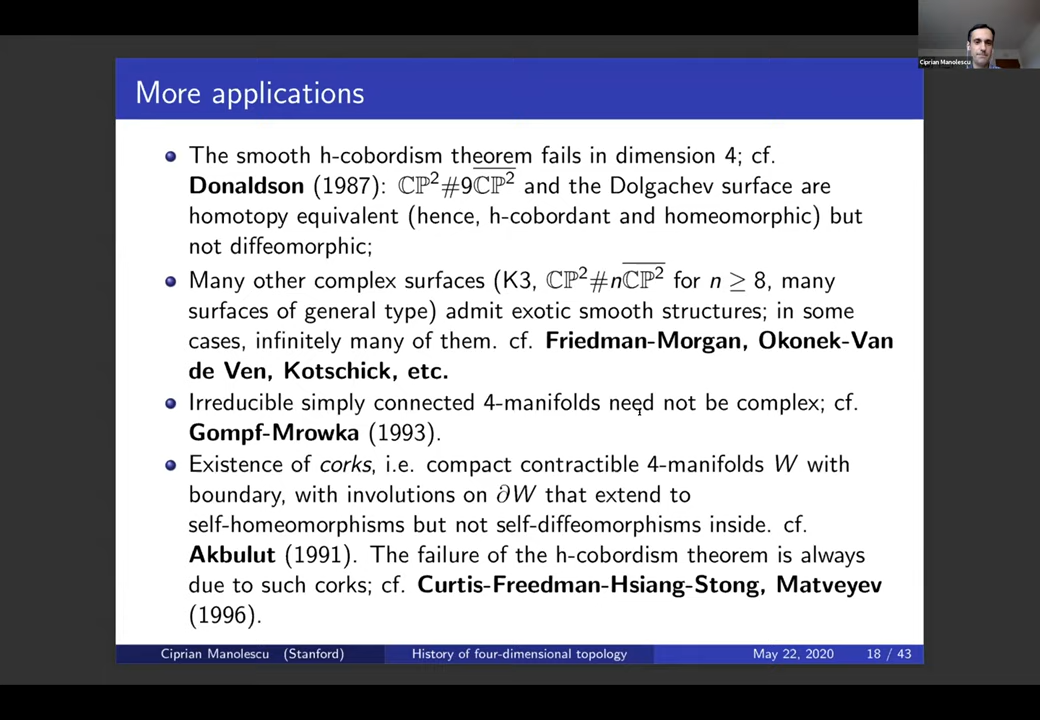 Ciprian Manolescu
More applications
The smooth h-cobordism theorem fails in dimension 4; cf.
Donaldson (1987): ℂℙ²#9ℂℙ̅² and the Dolgachev surface are
homotopy equivalent (hence, h-cobordant and homeomorphic) but
not diffeomorphic;
Many other complex surfaces (K3, ℂℙ²#nℂℙ̅² for n ≥ 8, many
surfaces of general type) admit exotic smooth structures; in some
cases, infinitely many of them. cf. Friedman-Morgan, Okonek-Van
de Ven, Kotschick, etc.
Irreducible simply connected 4-manifolds need not be complex; cf.
Gompf-Mrowka (1993).
Existence of corks, i.e. compact contractible 4-manifolds W with
boundary, with involutions on ∂W that extend to
self-homeomorphisms but not self-diffeomorphisms inside. cf.
Akbulut (1991). The failure of the h-cobordism theorem is always
due to such corks; cf. Curtis-Freedman-Hsiang-Stong, Matveyev
(1996).
Ciprian Manolescu (Stanford) History of four-dimensional topology May 22, 2020 18 / 43